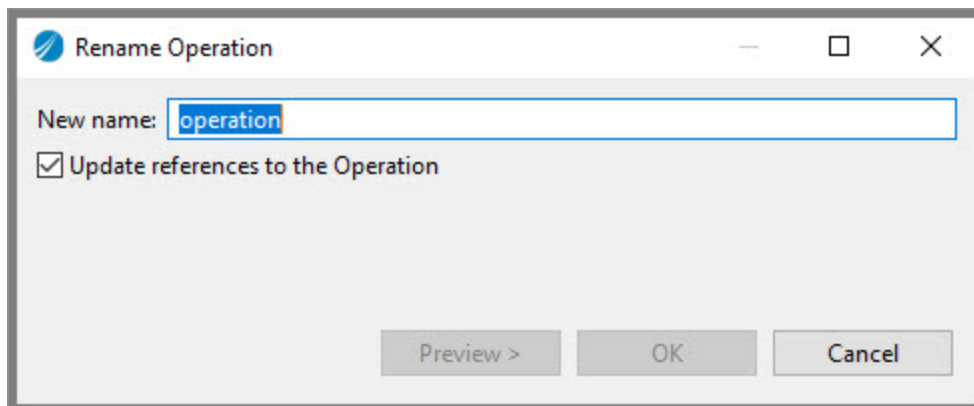 Rename Operation
New name: operation
Update references to the Operation
Preview > OK Cancel